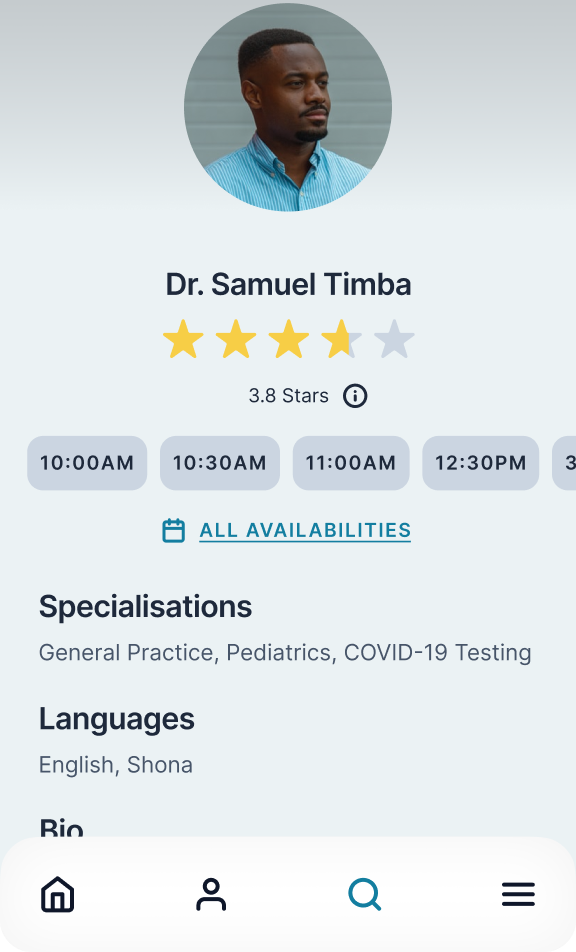 Dr. Samuel Timba
3.8 Stars
10:00AM 10:30AM 11:00AM 12:30PM 3
ALL AVAILABILITIES
Specialisations
General Practice, Pediatrics, COVID-19 Testing
Languages
English, Shona
Bio